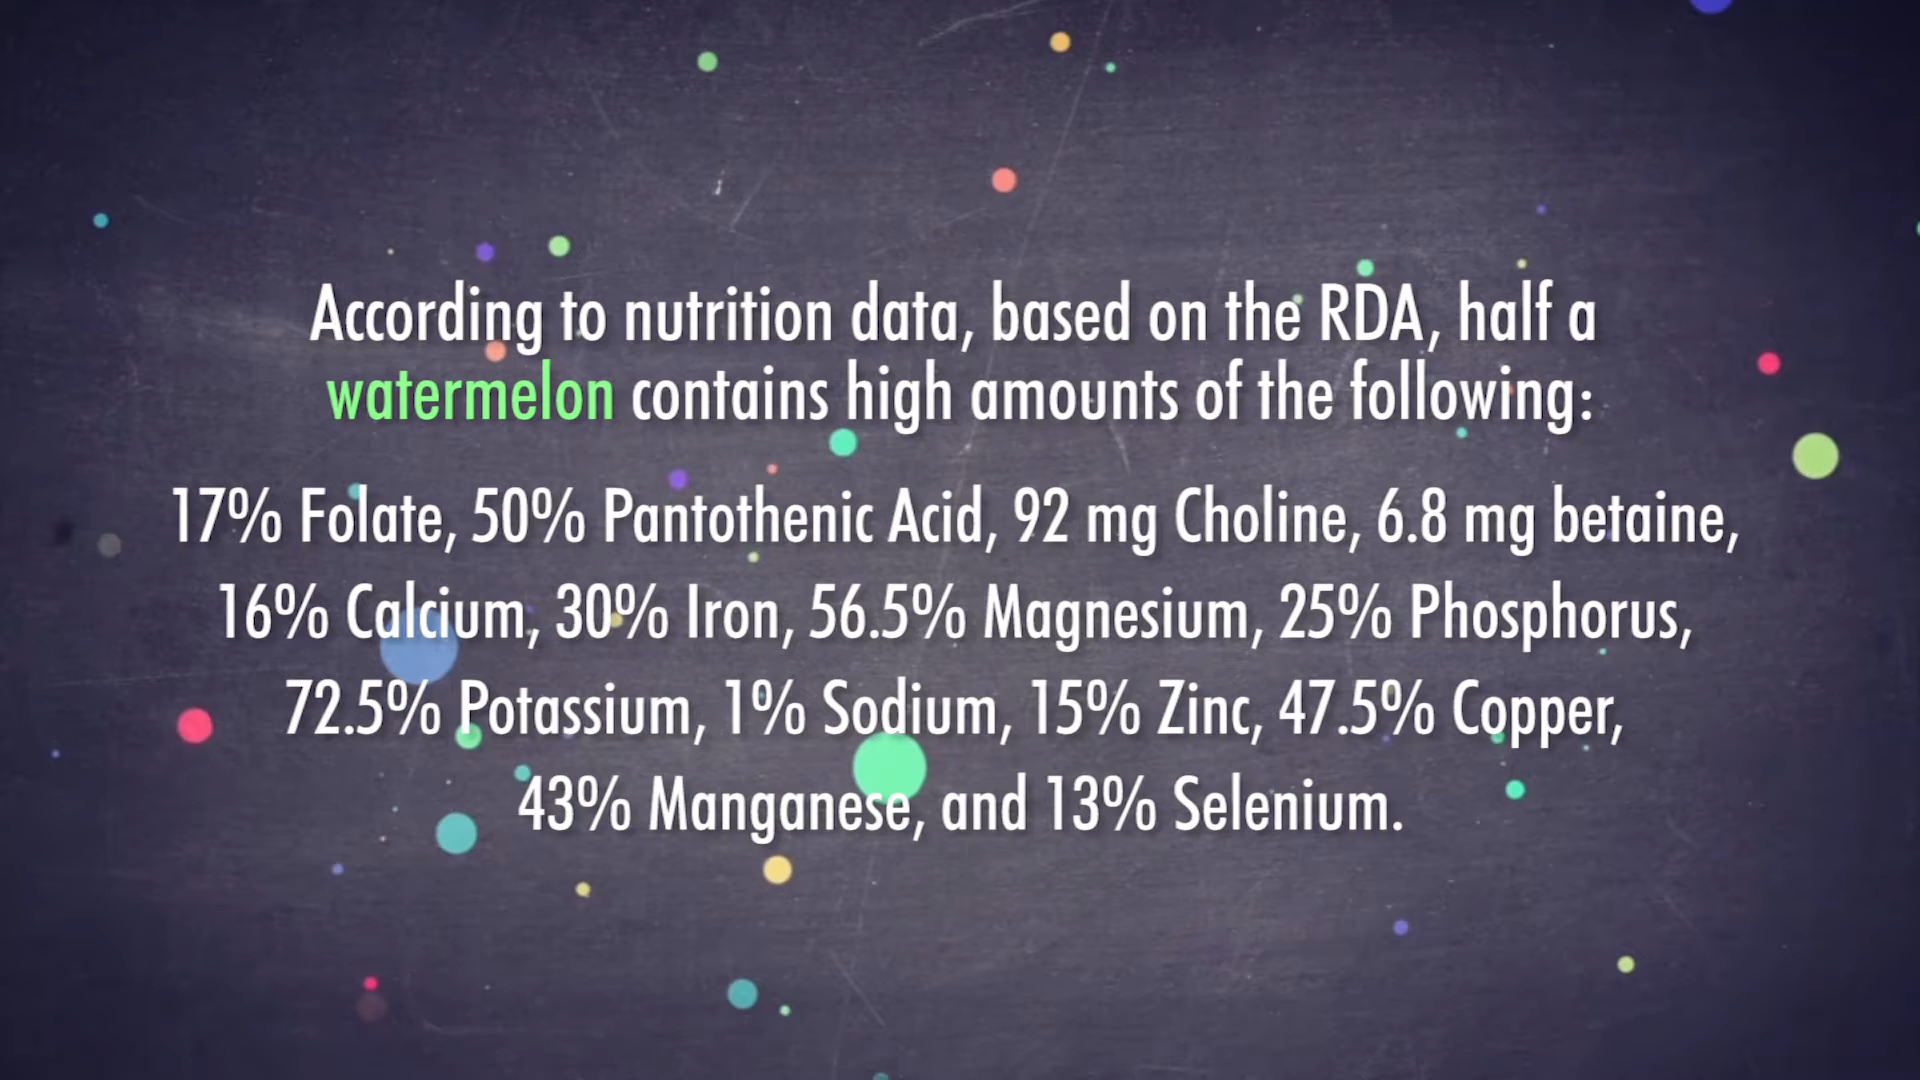 According to nutrition data, based on the RDA, half a
watermelon contains high amounts of the following:
17% Folate, 50% Pantothenic Acid, 92 mg Choline, 6.8 mg betaine,
16% Calcium, 30% Iron, 56.5% Magnesium, 25% Phosphorus,
72.5% Potassium, 1% Sodium, 15% Zinc, 47.5% Copper,
43% Manganese, and 13% Selenium.